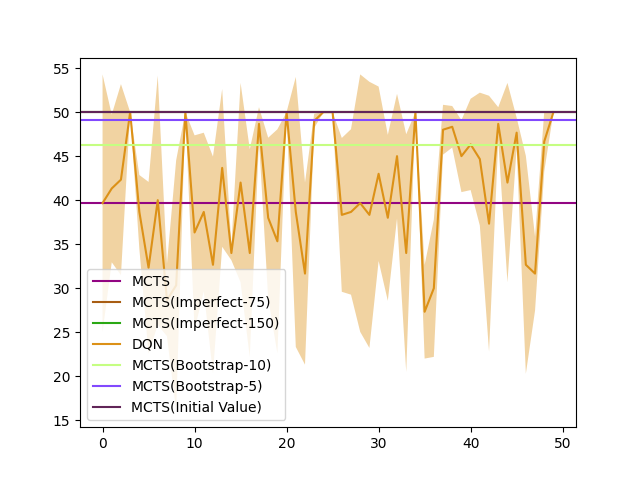 55
50
45
40
35
30
25
20
15
MCTS
MCTS(Imperfect-75)
MCTS(Imperfect-150)
DQN
MCTS(Bootstrap-10)
MCTS(Bootstrap-5)
MCTS(Initial Value)
0 10 20 30 40 50